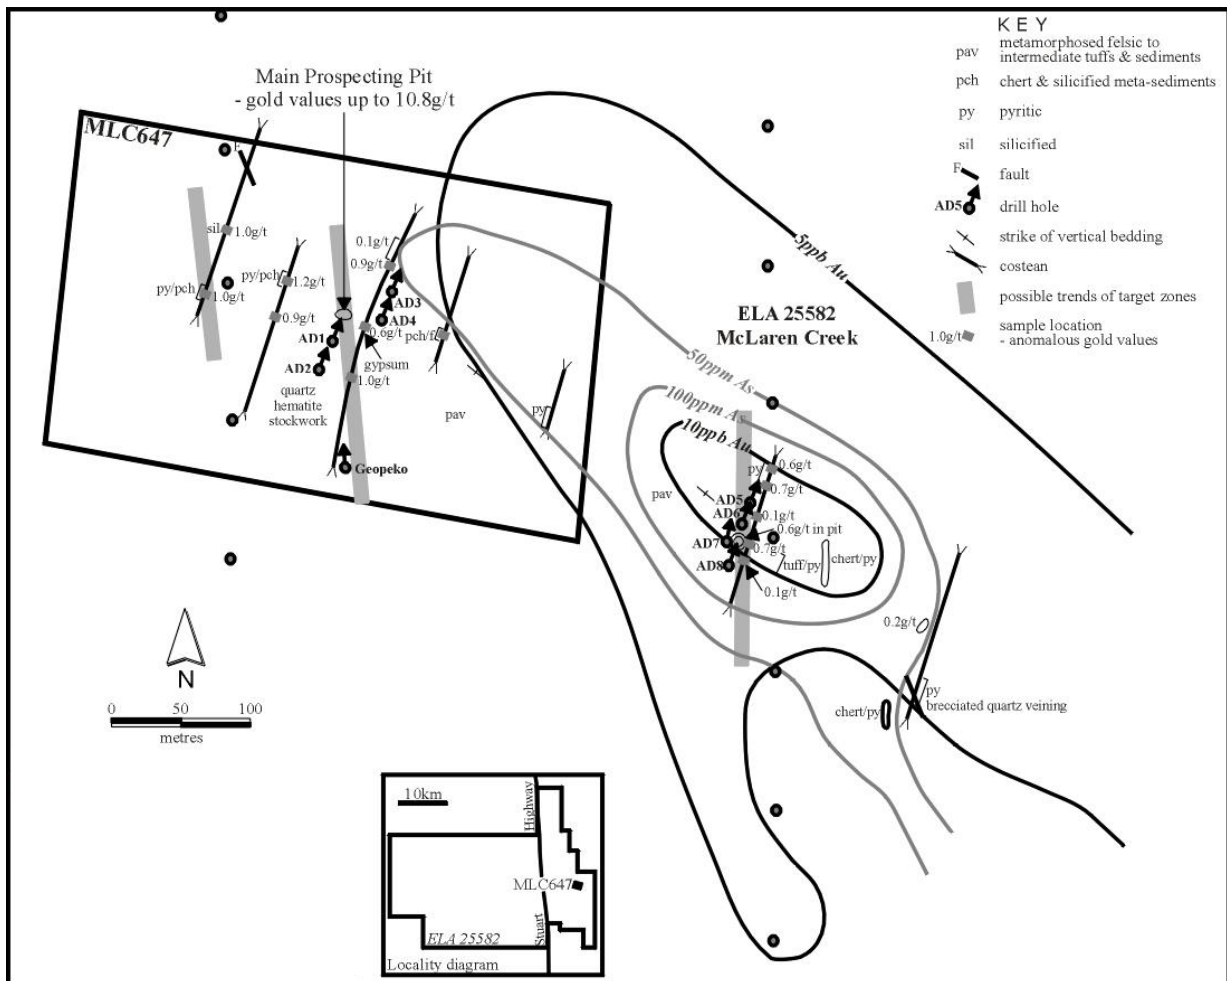 KEY
pav metamorphosed felsic to
intermediate tuffs & sediments
pch chert & silicified meta-sediments
py pyritic
sil silicified
F fault
AD5 drill hole
strike of vertical bedding
costean
possible trends of target zones
1.0g/t sample location
- anomalous gold values
Main Prospecting Pit
- gold values up to 10.8g/t
MLC647
F
sil 1.0g/t
py/pch 1.0g/t
py/pch 1.2g/t
0.9g/t
0.1g/t
0.9g/t
AD3
AD4
0.6g/t
AD1
AD2
gypsum
1.0g/t
quartz
hematite
stockwork
Geopeko
pch/f
pav
py
5ppb Au
ELA 25582
McLaren Creek
50ppm As
100ppm As
10ppb Au
pav
py 0.6g/t
0.7g/t
AD5
AD6 0.1g/t
0.6g/t in pit
AD7 0.7g/t
AD8
tuff/py chert/py
0.1g/t
0.2g/t
py
brecciated quartz veining
chert/py
N
0 50 100
metres
10km
Highway
MLC647
Stuart
ELA 25582
Locality diagram